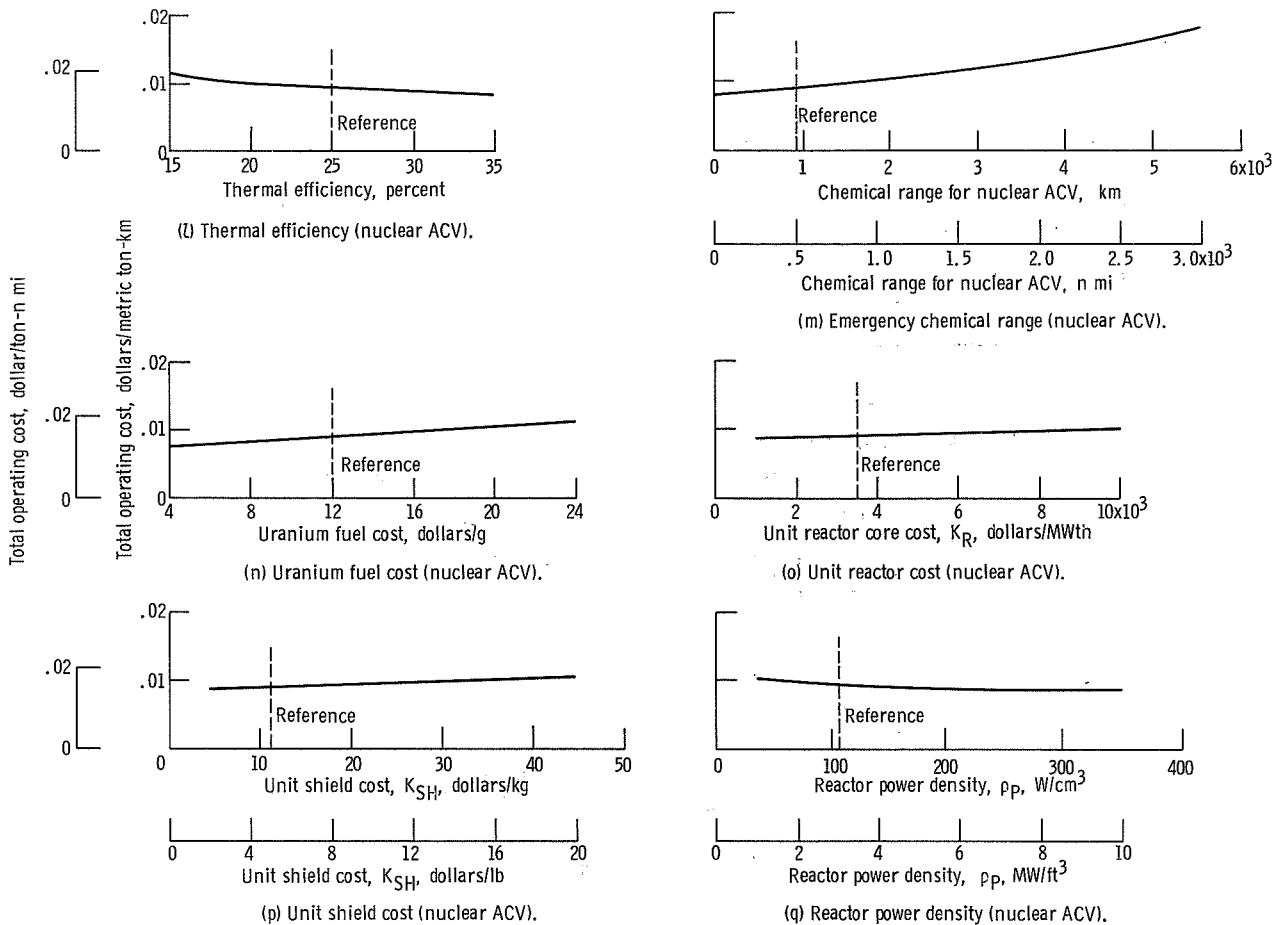 Total operating cost, dollar/ton-n mi
Total operating cost, dollars/metric ton-km
.02
0
.02
.01
0
Reference
15 20 25 30 35
Thermal efficiency, percent
(l) Thermal efficiency (nuclear ACV).
Reference
0 1 2 3 4 5 6x10³
Chemical range for nuclear ACV, km
0 .5 1.0 1.5 2.0 2.5 3.0x10³
Chemical range for nuclear ACV, n mi
(m) Emergency chemical range (nuclear ACV).
.02
0
.02
.01
0
Reference
4 8 12 16 20 24
Uranium fuel cost, dollars/g
(n) Uranium fuel cost (nuclear ACV).
Reference
0 2 4 6 8 10x10³
Unit reactor core cost, K_R, dollars/MWth
(o) Unit reactor cost (nuclear ACV).
.02
0
.02
.01
Reference
0 10 20 30 40 50
Unit shield cost, K_SH, dollars/kg
0 4 8 12 16 20
Unit shield cost, K_SH, dollars/lb
(p) Unit shield cost (nuclear ACV).
Reference
0 100 200 300 400
Reactor power density, ρ_P, W/cm³
0 2 4 6 8 10
Reactor power density, ρ_P, MW/ft³
(q) Reactor power density (nuclear ACV).